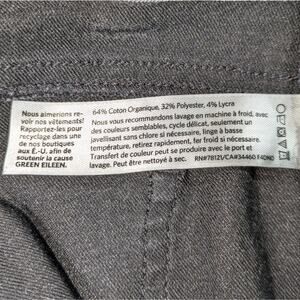 Nous aimerions re-
voir nos vêtements!
Rapportez-les pour
recyclage dans une
de nos boutiques
aux É.-U. afin de
soutenir la cause
GREEN EILEEN.
64% Coton Organique, 32% Polyester, 4% Lycra
Nous vous recommandons lavage en machine à froid, avec
des couleurs semblables, cycle délicat, seulement un
javellisant sans chlore si nécessaire, linge à basse
température, retirez rapidement, fer froid si nécessaire.
Transfert de couleur peut se produire avec le port et
lavage. Peut être nettoyé à sec.
RN#78121/CA#34460 F4DND